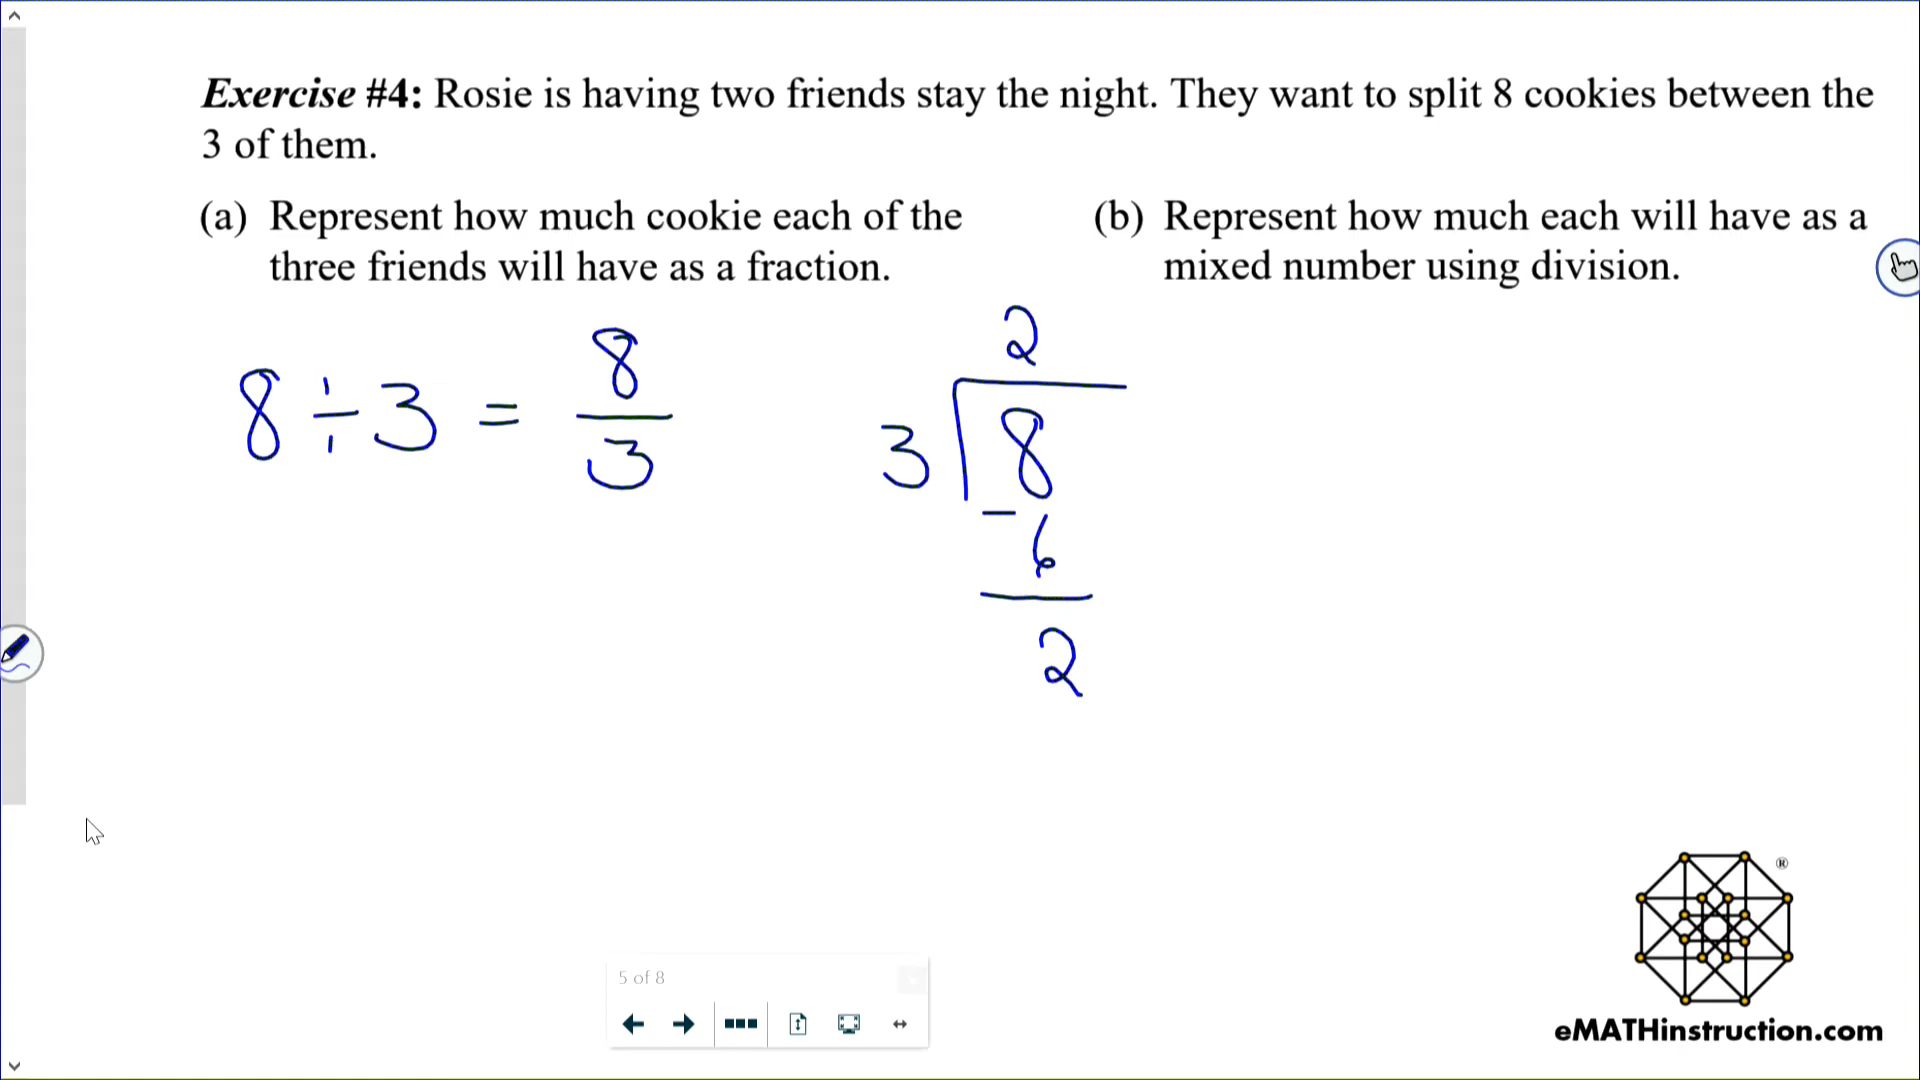 Exercise #4: Rosie is having two friends stay the night. They want to split 8 cookies between the
3 of them.
(a) Represent how much cookie each of the
three friends will have as a fraction.
8 ÷ 3 = 8/3
(b) Represent how much each will have as a
mixed number using division.
2
3 8
- 6
2
5 of 8
®
eMATHinstruction.com